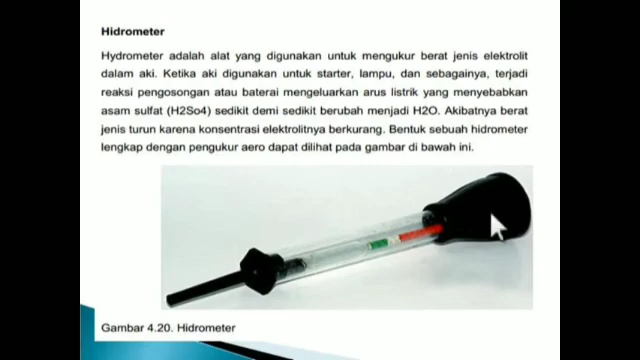 Hidrometer
Hydrometer adalah alat yang digunakan untuk mengukur berat jenis elektrolit
dalam aki. Ketika aki digunakan untuk starter, lampu, dan sebagainya, terjadi
reaksi pengosongan atau baterai mengeluarkan arus listrik yang menyebabkan
asam sulfat (H2So4) sedikit demi sedikit berubah menjadi H2O. Akibatnya berat
jenis turun karena konsentrasi elektrolitnya berkurang. Bentuk sebuah hidrometer
lengkap dengan pengukur aero dapat dilihat pada gambar di bawah ini.
Gambar 4.20. Hidrometer